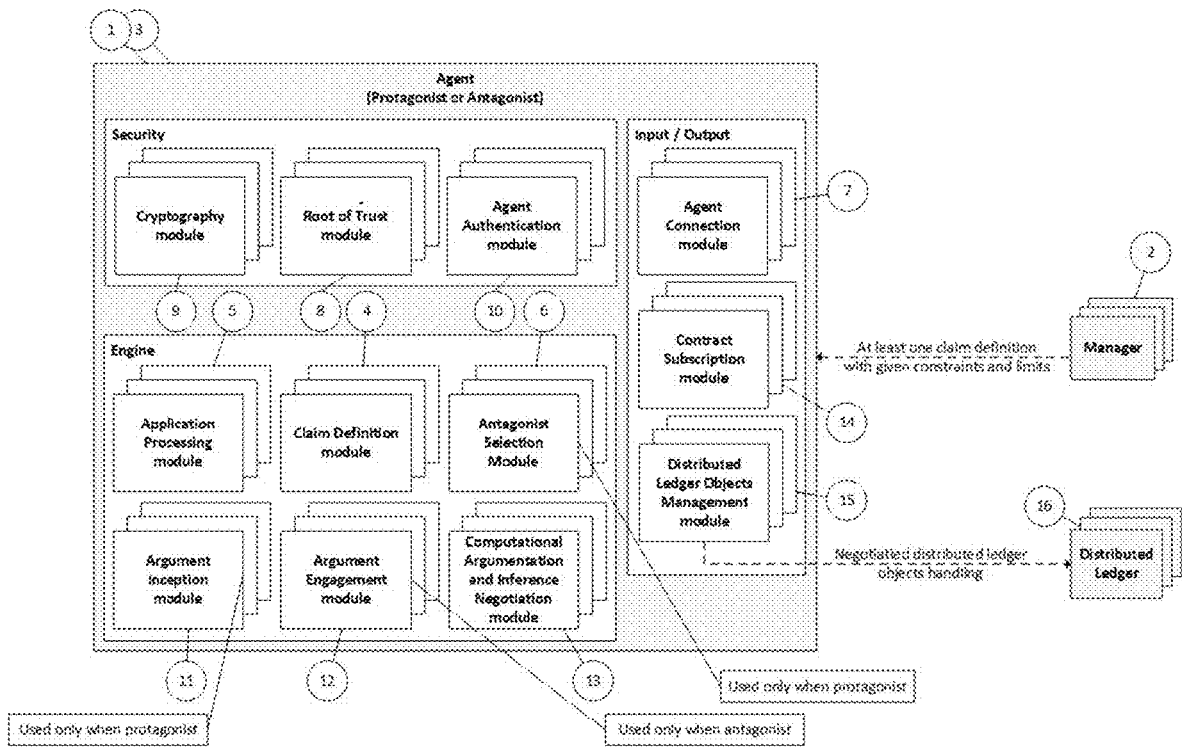 1
3
Agent
(Protagonist or Antagonist)
Security
Cryptography
module
Root of Trust
module
Agent
Authentication
module
9
5
8
4
10
6
Engine
Application
Processing
module
Claim Definition
module
Antagonist
Selection
Module
Argument
Inception
module
Argument
Engagement
module
Computational
Argumentation
and Inference
Negotiation
module
Input / Output
Agent
Connection
module
7
Contract
Subscription
module
14
Distributed
Ledger Objects
Management
module
15
At least one claim definition
with given constraints and limits
2
Manager
Negotiated distributed ledger
objects handling
16
Distributed
Ledger
11
12
13
Used only when protagonist
Used only when protagonist
Used only when antagonist